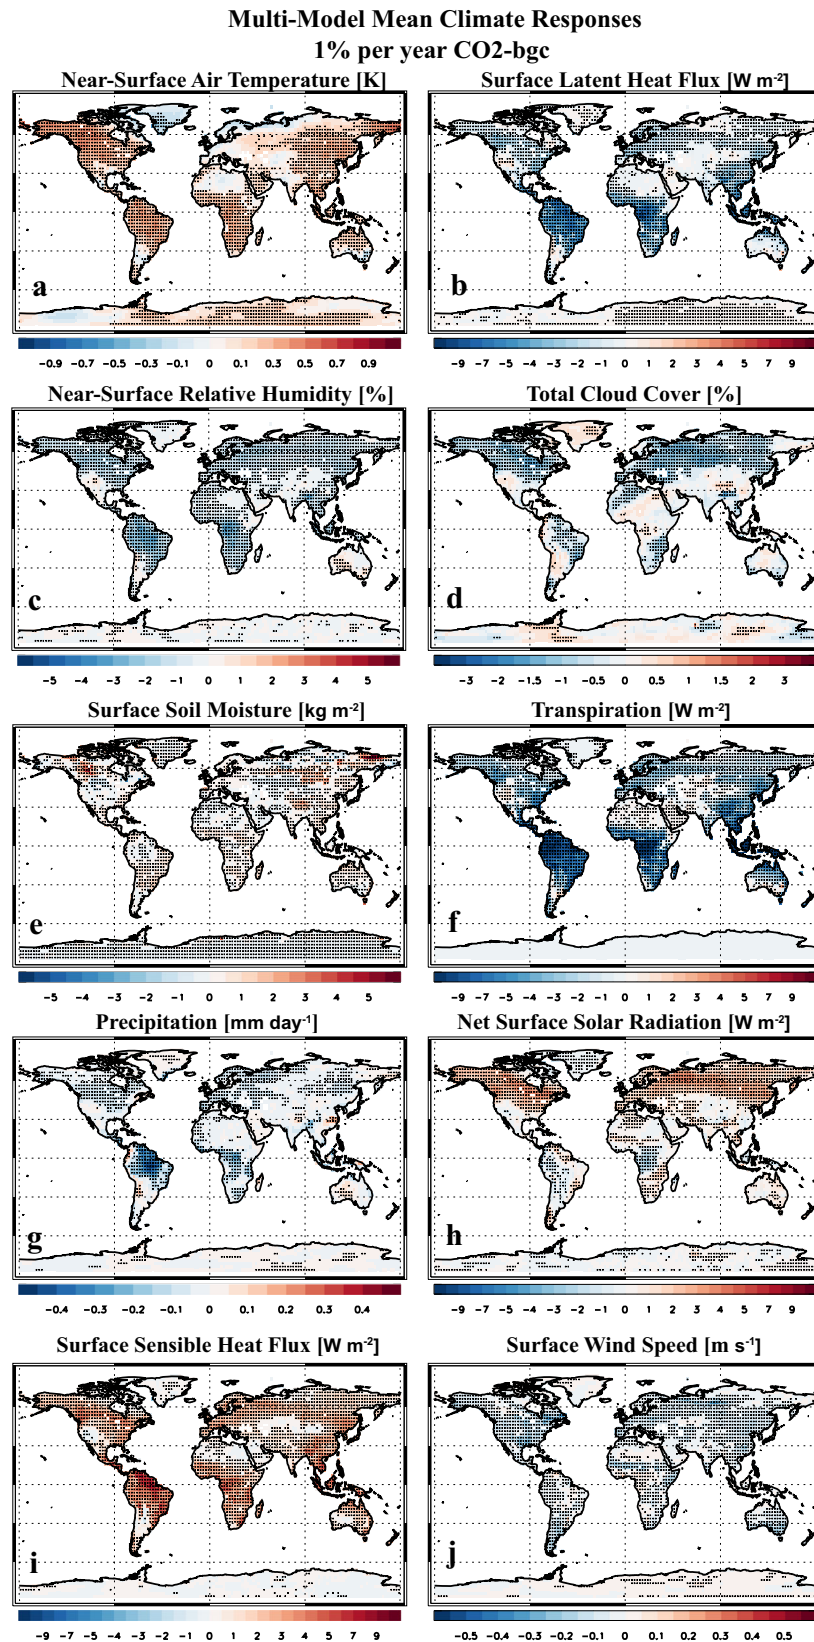 Multi-Model Mean Climate Responses
1% per year CO2-bgc
Near-Surface Air Temperature [K]
Surface Latent Heat Flux [W m-2]
a
b
-0.9 -0.7 -0.5 -0.3 -0.1 0 0.1 0.3 0.5 0.7 0.9
-9 -7 -5 -4 -3 -2 -1 0 1 2 3 4 5 7 9
Near-Surface Relative Humidity [%]
Total Cloud Cover [%]
c
d
-5 -4 -3 -2 -1 0 1 2 3 4 5
-3 -2 -1.5 -1 -0.5 0 0.5 1 1.5 2 3
Surface Soil Moisture [kg m-2]
Transpiration [W m-2]
e
f
-5 -4 -3 -2 -1 0 1 2 3 4 5
-9 -7 -5 -4 -3 -2 -1 0 1 2 3 4 5 7 9
Precipitation [mm day-1]
Net Surface Solar Radiation [W m-2]
g
h
-0.4 -0.3 -0.2 -0.1 0 0.1 0.2 0.3 0.4
-9 -7 -5 -4 -3 -2 -1 0 1 2 3 4 5 7 9
Surface Sensible Heat Flux [W m-2]
Surface Wind Speed [m s-1]
i
j
-9 -7 -5 -4 -3 -2 -1 0 1 2 3 4 5 7 9
-0.5 -0.4 -0.3 -0.2 -0.1 0 0.1 0.2 0.3 0.4 0.5